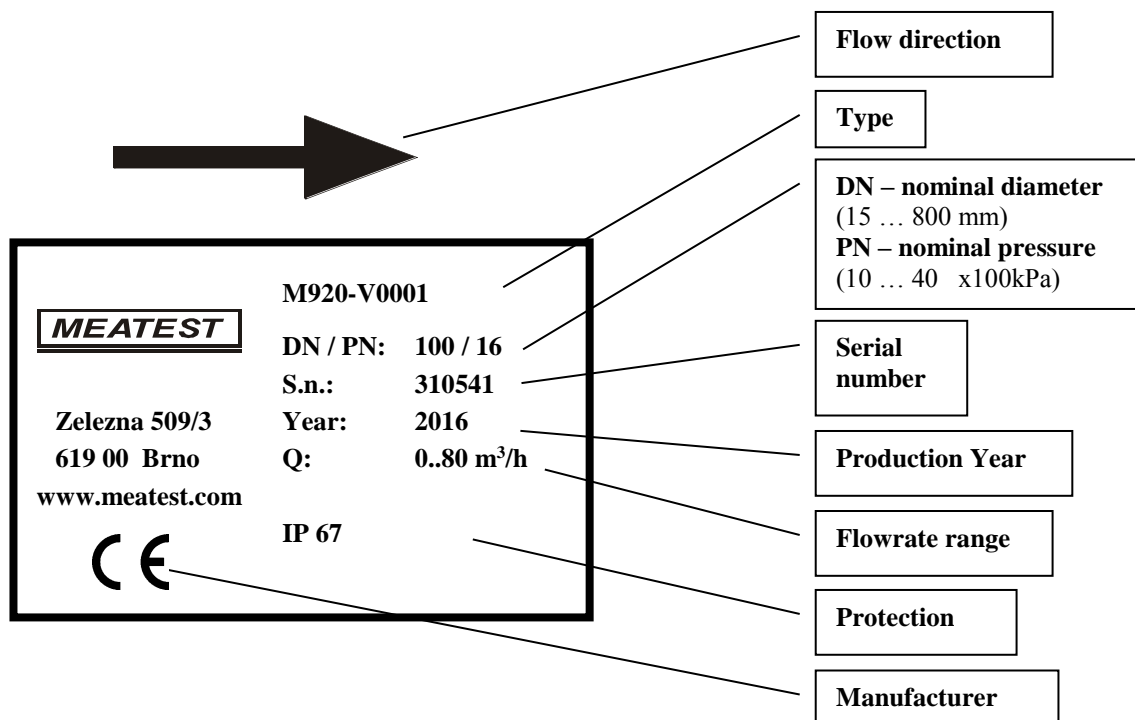 Flow direction
Type
DN – nominal diameter
(15 … 800 mm)
PN – nominal pressure
(10 … 40 x100kPa)
Serial
number
Production Year
Flowrate range
Protection
Manufacturer
MEATEST
Zelezna 509/3
619 00 Brno
www.meatest.com
CE
M920-V0001
DN / PN: 100 / 16
S.n.: 310541
Year: 2016
Q: 0..80 m³/h
IP 67